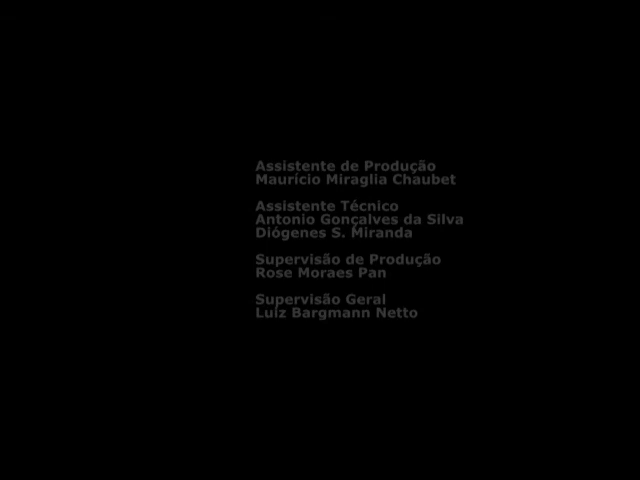 Assistente de Produção
Maurício Miraglia Chaubet
Assistente Técnico
Antonio Gonçalves da Silva
Diógenes S. Miranda
Supervisão de Produção
Rose Moraes Pan
Supervisão Geral
Luiz Bargmann Netto